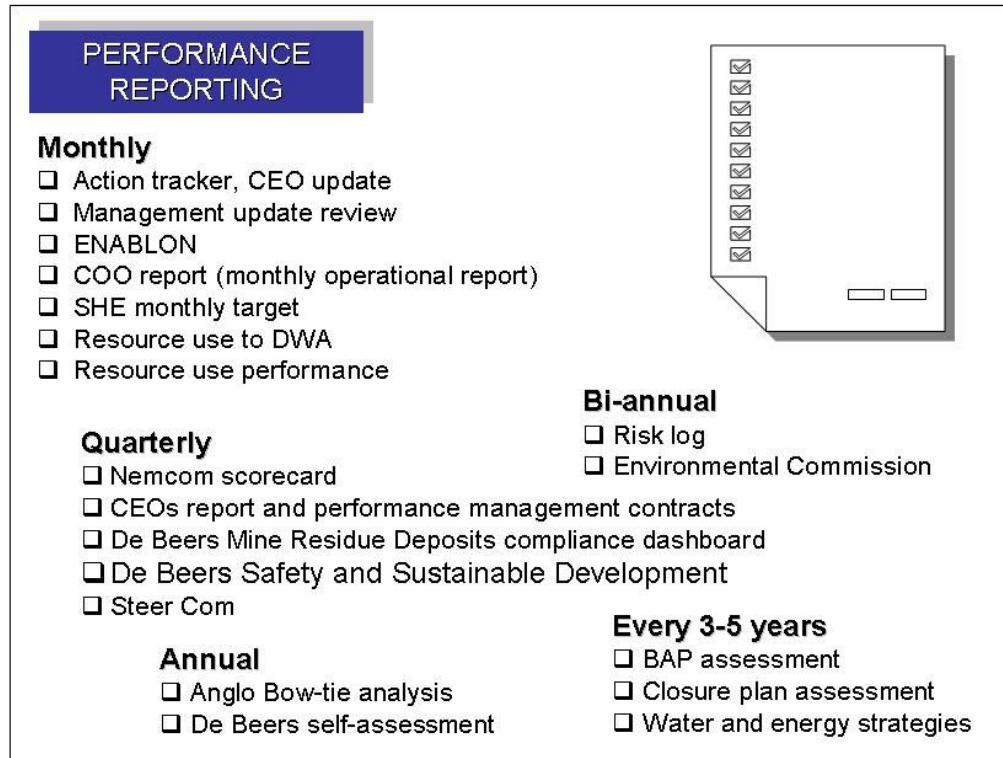 PERFORMANCE
REPORTING
Monthly
❑ Action tracker, CEO update
❑ Management update review
❑ ENABLON
❑ COO report (monthly operational report)
❑ SHE monthly target
❑ Resource use to DWA
❑ Resource use performance
Bi-annual
❑ Risk log
❑ Environmental Commission
Quarterly
❑ Nemcom scorecard
❑ CEOs report and performance management contracts
❑ De Beers Mine Residue Deposits compliance dashboard
❑ De Beers Safety and Sustainable Development
❑ Steer Com
Annual
❑ Anglo Bow-tie analysis
❑ De Beers self-assessment
Every 3-5 years
❑ BAP assessment
❑ Closure plan assessment
❑ Water and energy strategies